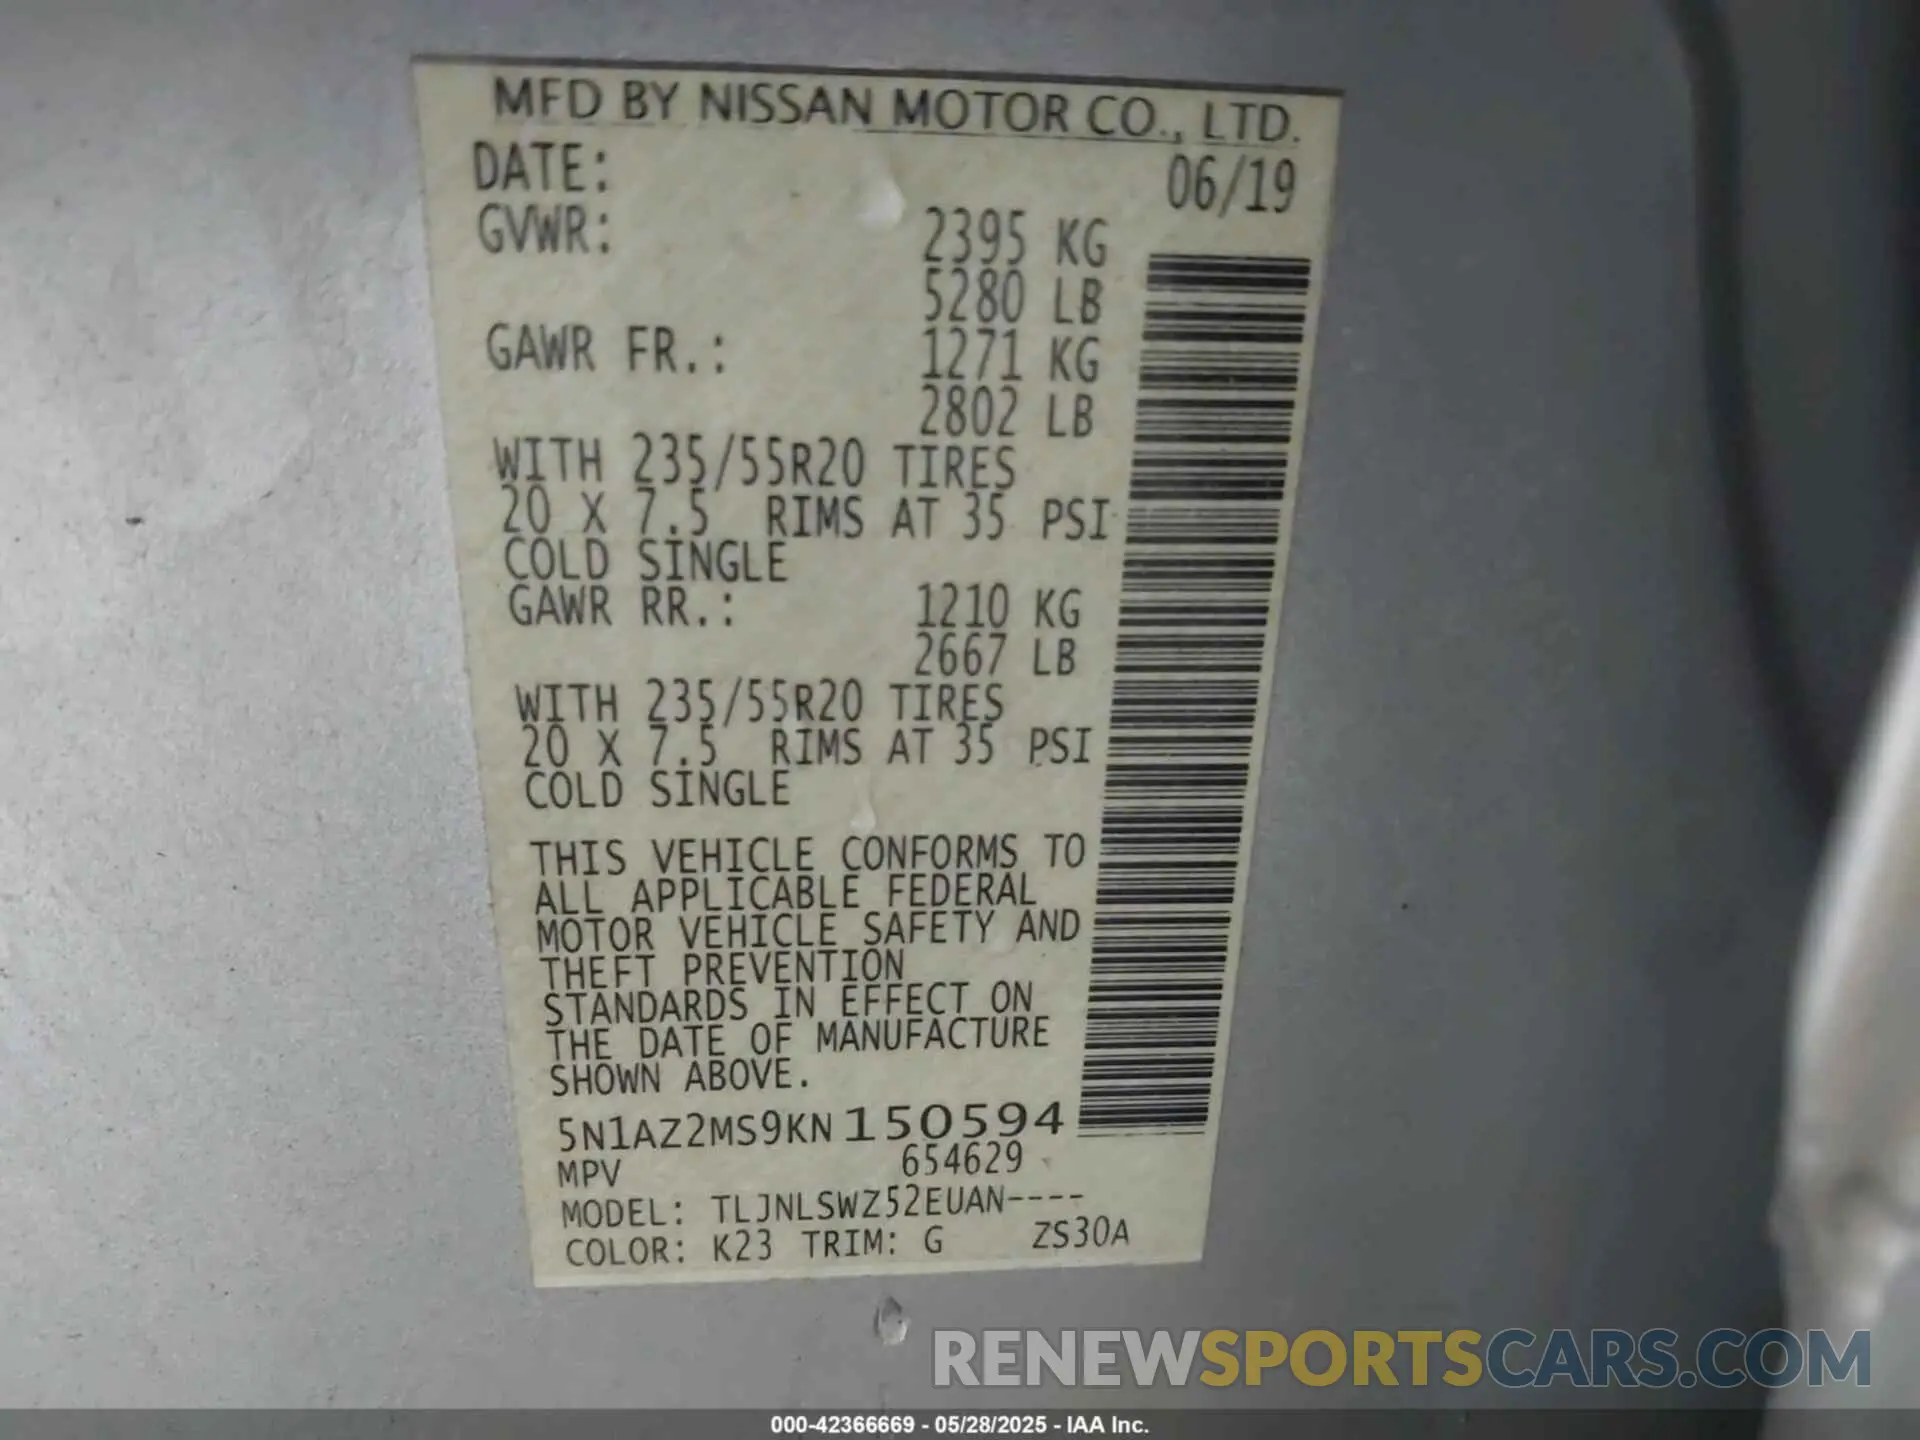 MFD BY NISSAN MOTOR CO., LTD.
DATE: 06/19
GVWR: 2395 KG
5280 LB
GAWR FR.: 1271 KG
2802 LB
WITH 235/55R20 TIRES
20 X 7.5 RIMS AT 35 PSI
COLD SINGLE
GAWR RR.: 1210 KG
2667 LB
WITH 235/55R20 TIRES
20 X 7.5 RIMS AT 35 PSI
COLD SINGLE
THIS VEHICLE CONFORMS TO
ALL APPLICABLE FEDERAL
MOTOR VEHICLE SAFETY AND
THEFT PREVENTION
STANDARDS IN EFFECT ON
THE DATE OF MANUFACTURE
SHOWN ABOVE.
5N1AZ2MS9KN150594
MPV 654629
MODEL: TLJNLSWZ52EUAN----
COLOR: K23 TRIM: G ZS30A
RENEWSPORTSCARS.COM
000-42366669 - 05/28/2025 - IAA Inc.